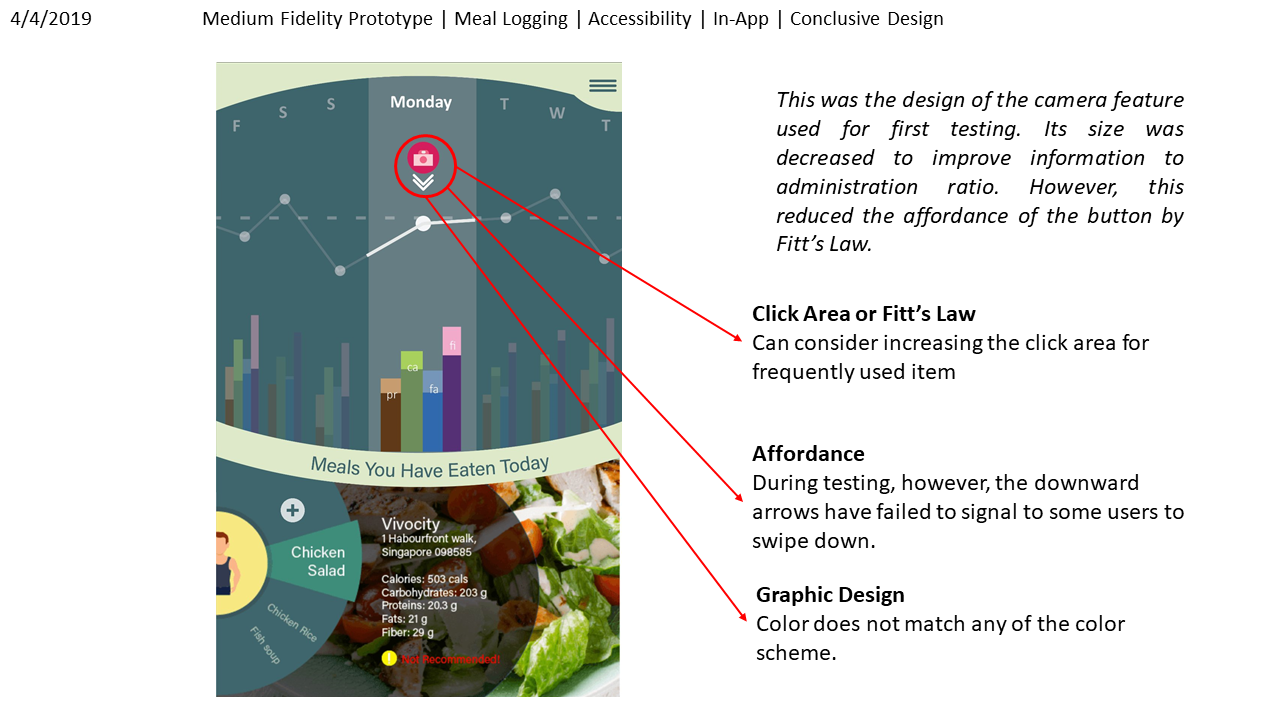 4/4/2019
Medium Fidelity Prototype | Meal Logging | Accessibility | In-App | Conclusive Design
F
S
S
Monday
T
W
T
This was the design of the camera feature
used for first testing. Its size was
decreased to improve information to
administration ratio. However, this
reduced the affordance of the button by
Fitt's Law.
Click Area or Fitt's Law
Can consider increasing the click area for
frequently used item
pr
ca
fa
fi
Affordance
During testing, however, the downward
arrows have failed to signal to some users to
swipe down.
Graphic Design
Color does not match any of the color
scheme.
Meals You Have Eaten Today
Chicken
Salad
Chicken Rice
Fish soup
Vivocity
1 Habourfront walk,
Singapore 098585
Calories: 503 cals
Carbohydrates: 203 g
Proteins: 20.3 g
Fats: 21 g
Fiber: 29 g
! Not Recommended!